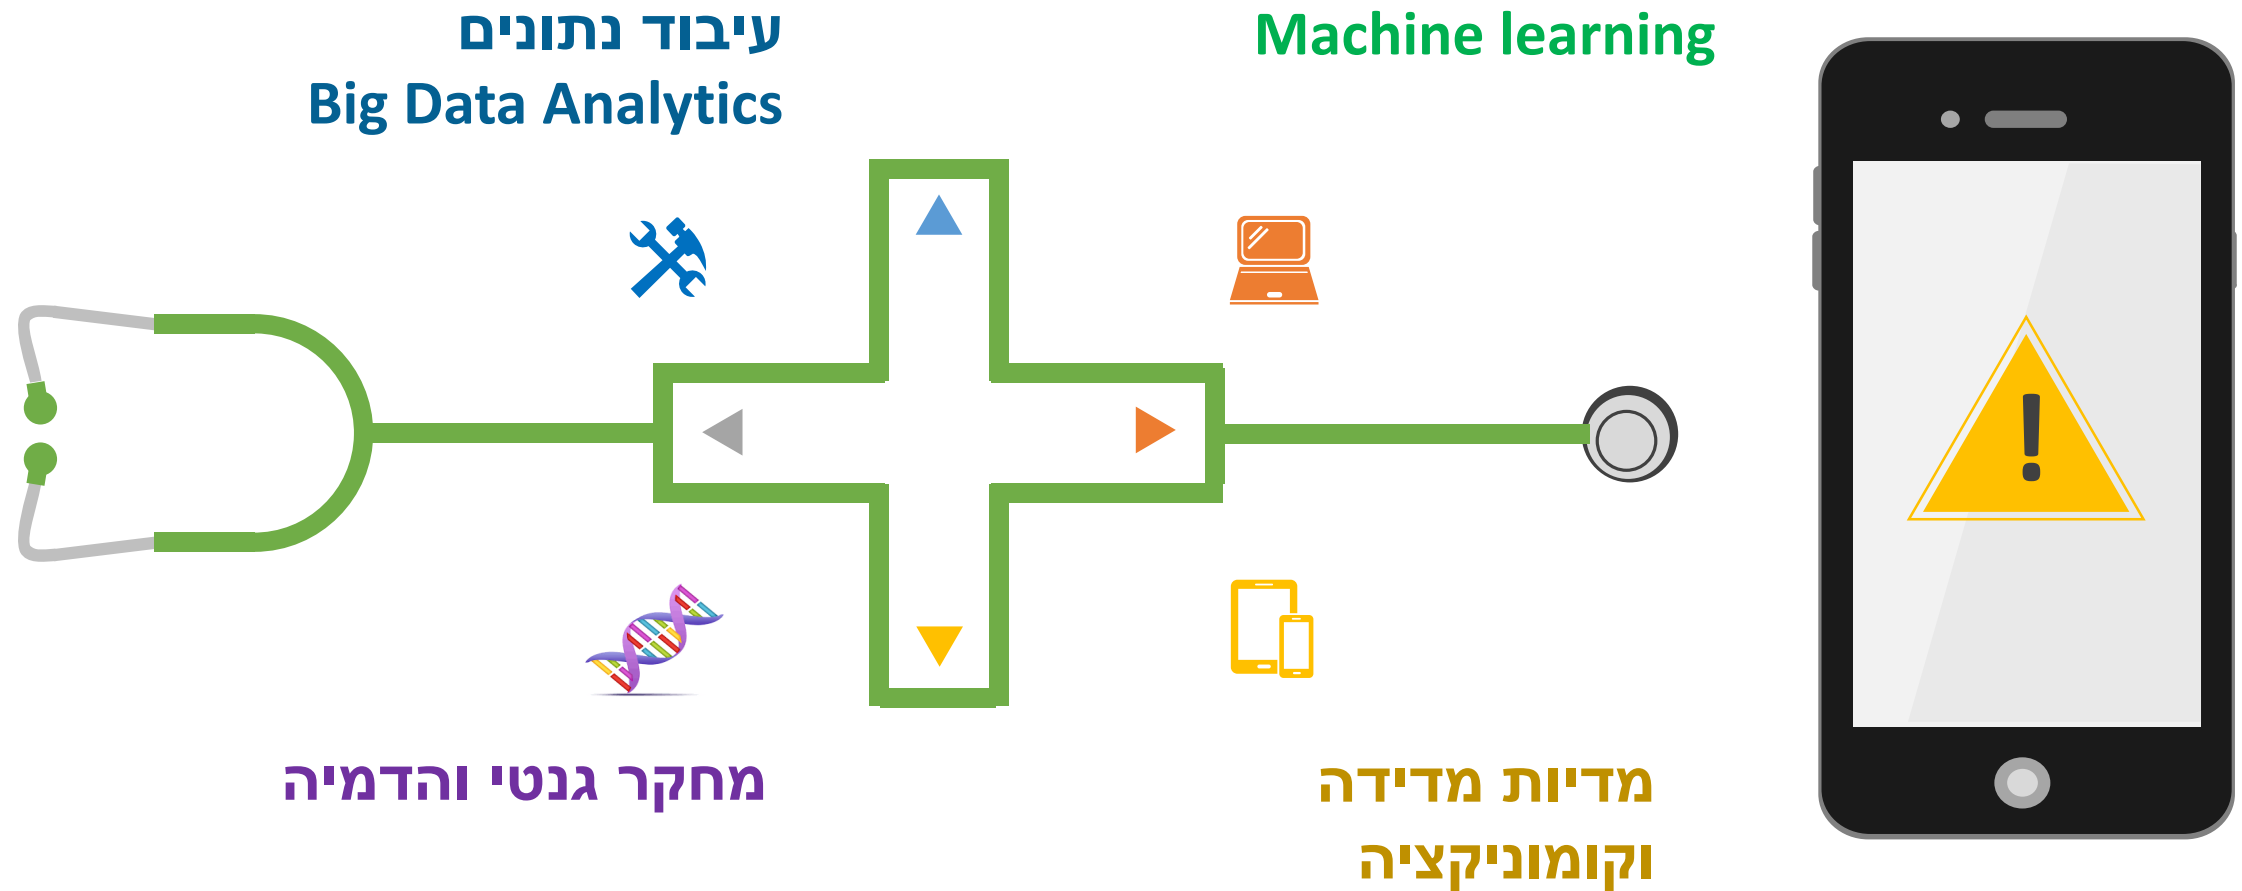 עיבוד נתונים
Big Data Analytics
Machine learning
מחקר גנטי והדמיה
מדיות מדידה
וקומוניקציה